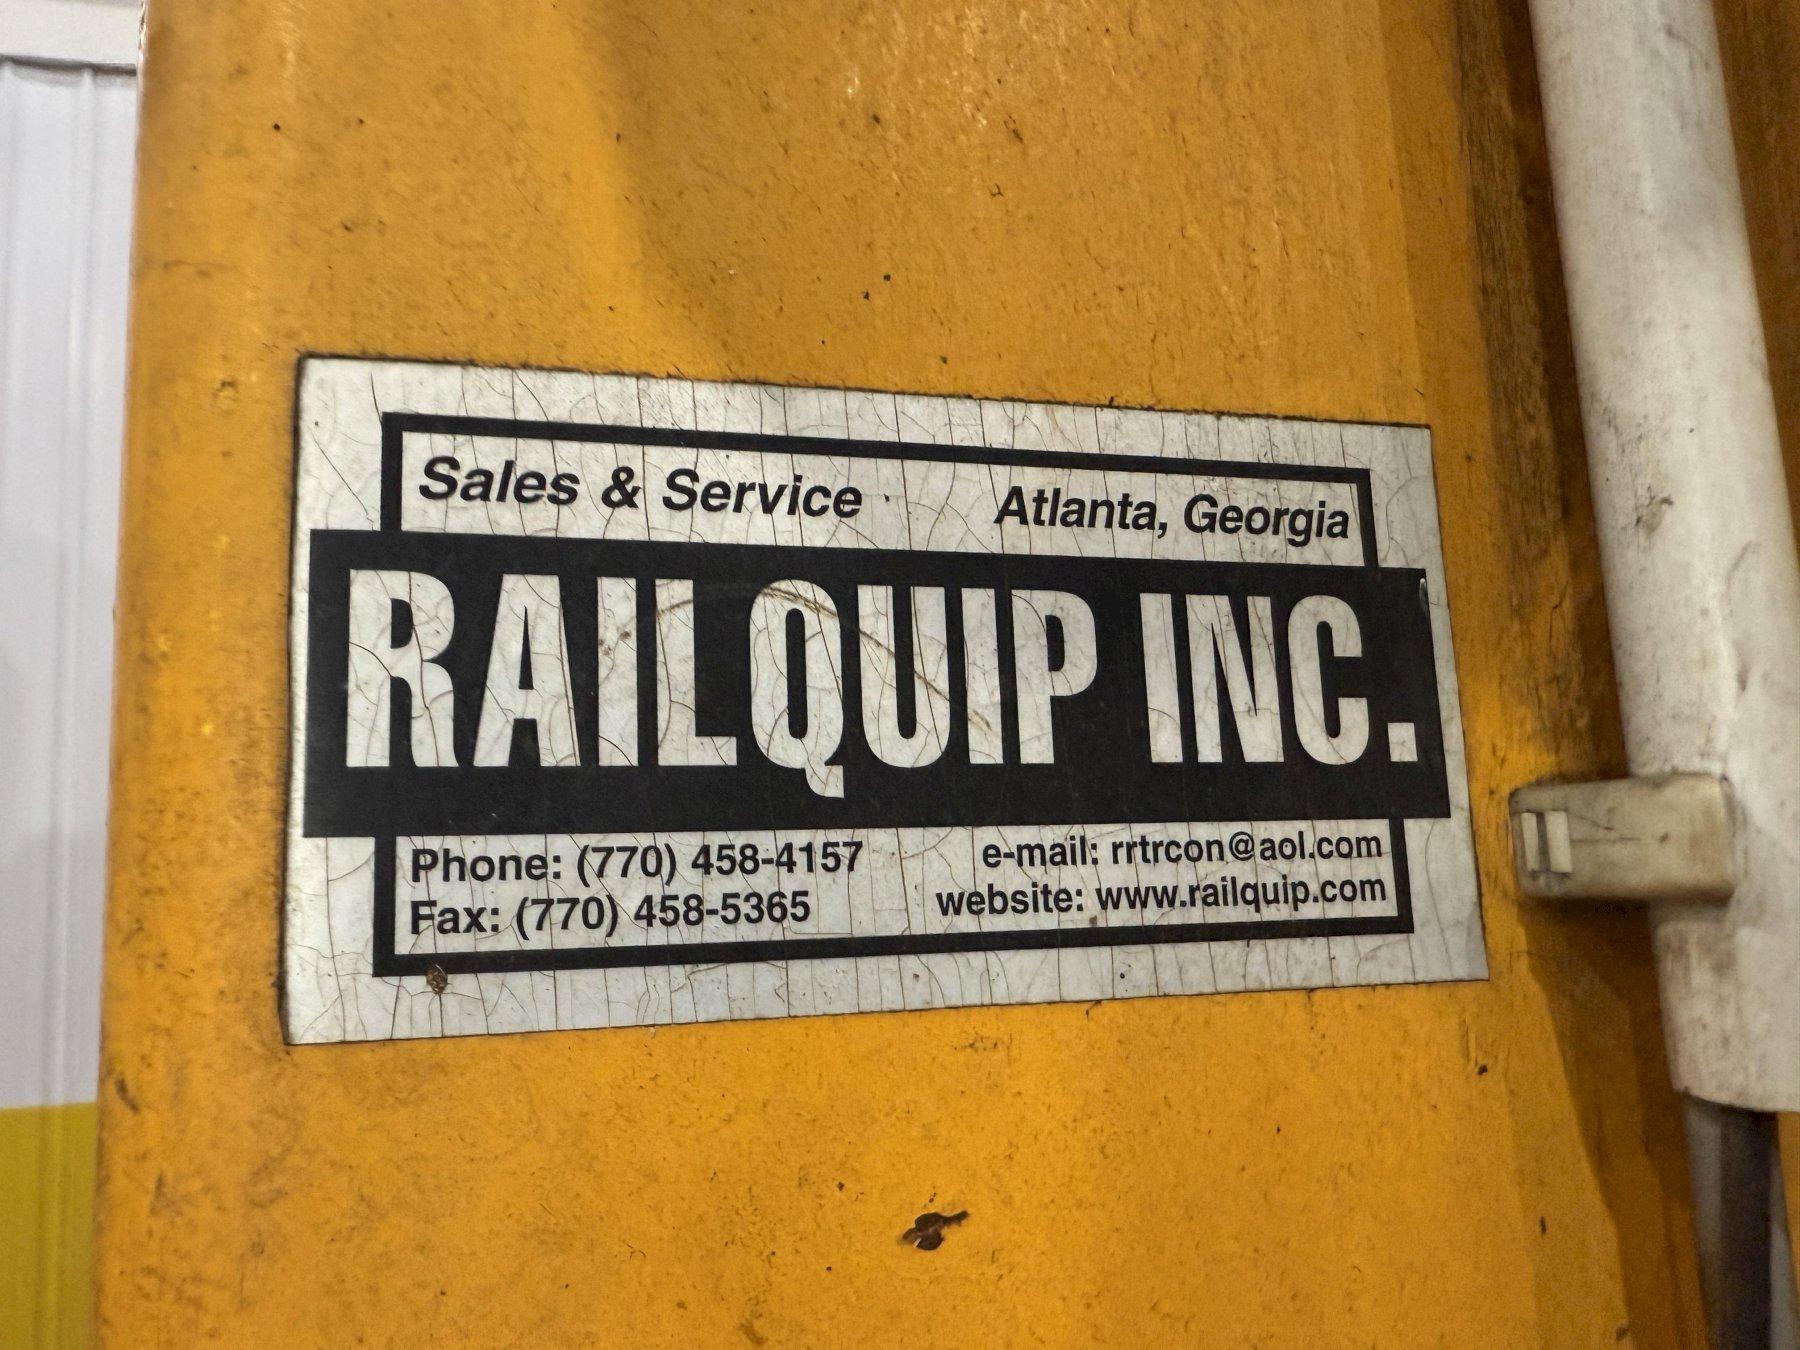 Sales & Service Atlanta, Georgia
RAILQUIP INC.
Phone: (770) 458-4157 e-mail: rrtrcon@aol.com
Fax: (770) 458-5365 website: www.railquip.com